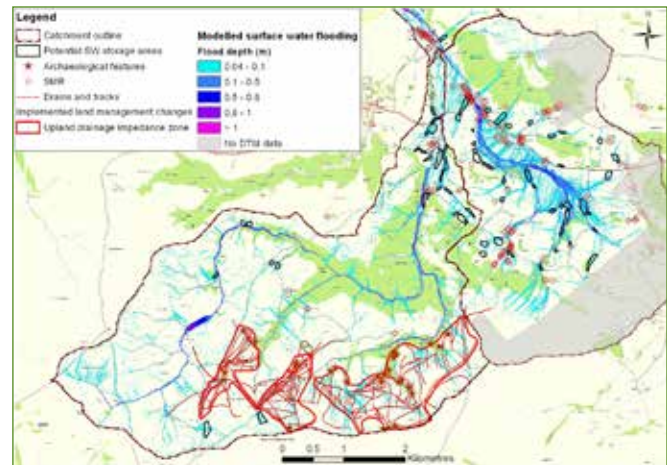 Legend
Catchment outline
Potential SW storage areas
Archaeological features
SMR
Drains and tracks
Implemented land management changes
Upland drainage impedance zone
Modelled surface water flooding
Flood depth (m)
0.04 - 0.1
0.1 - 0.5
0.5 - 0.8
0.8 - 1
> 1
No DTM data
N
0 0.5 1 2
Kilometres